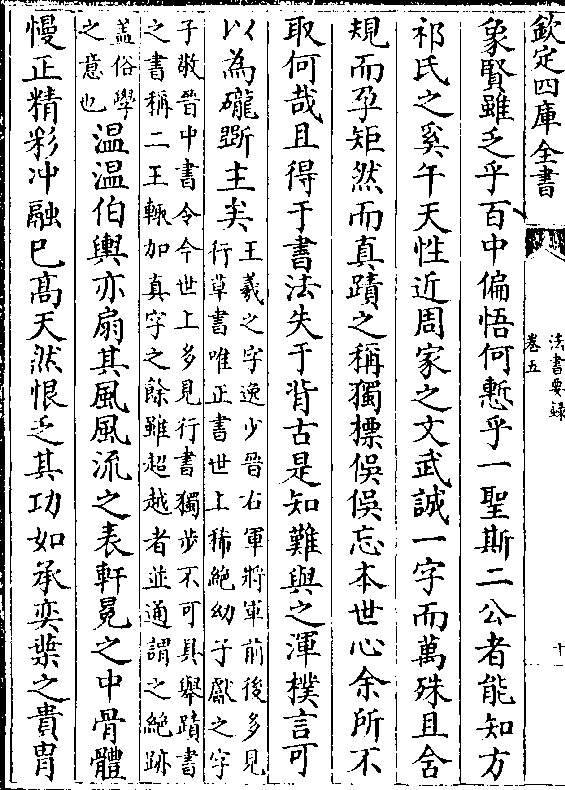 欽定四庫全書
法書要録
卷五
十
象賢雖乏乎百中偏悟何慙乎一聖斯二公者能知方
祁氏之奚午天性近周家之文武誠一字而萬殊且含
規而孕矩然而真蹟之稱獨摽俣俣忘本世心余所不
取何哉且得于書法失于背古是知難與之渾樸言可
以為礲斵主矣
王羲之字逸少晉右軍將軍前後多見
行草書唯正書世上稀絶幼子獻之字
子敬晉中書令今世上多見行書獨步不可具舉蹟書
之書稱二王輒加真字之餘雖超越者並通謂之絶跡
蓋俗學
之意也
温温伯輿亦扇其風風流之表軒冕之中骨體
慢正精彩冲融已髙天然恨乏其功如承奕葉之貴胄